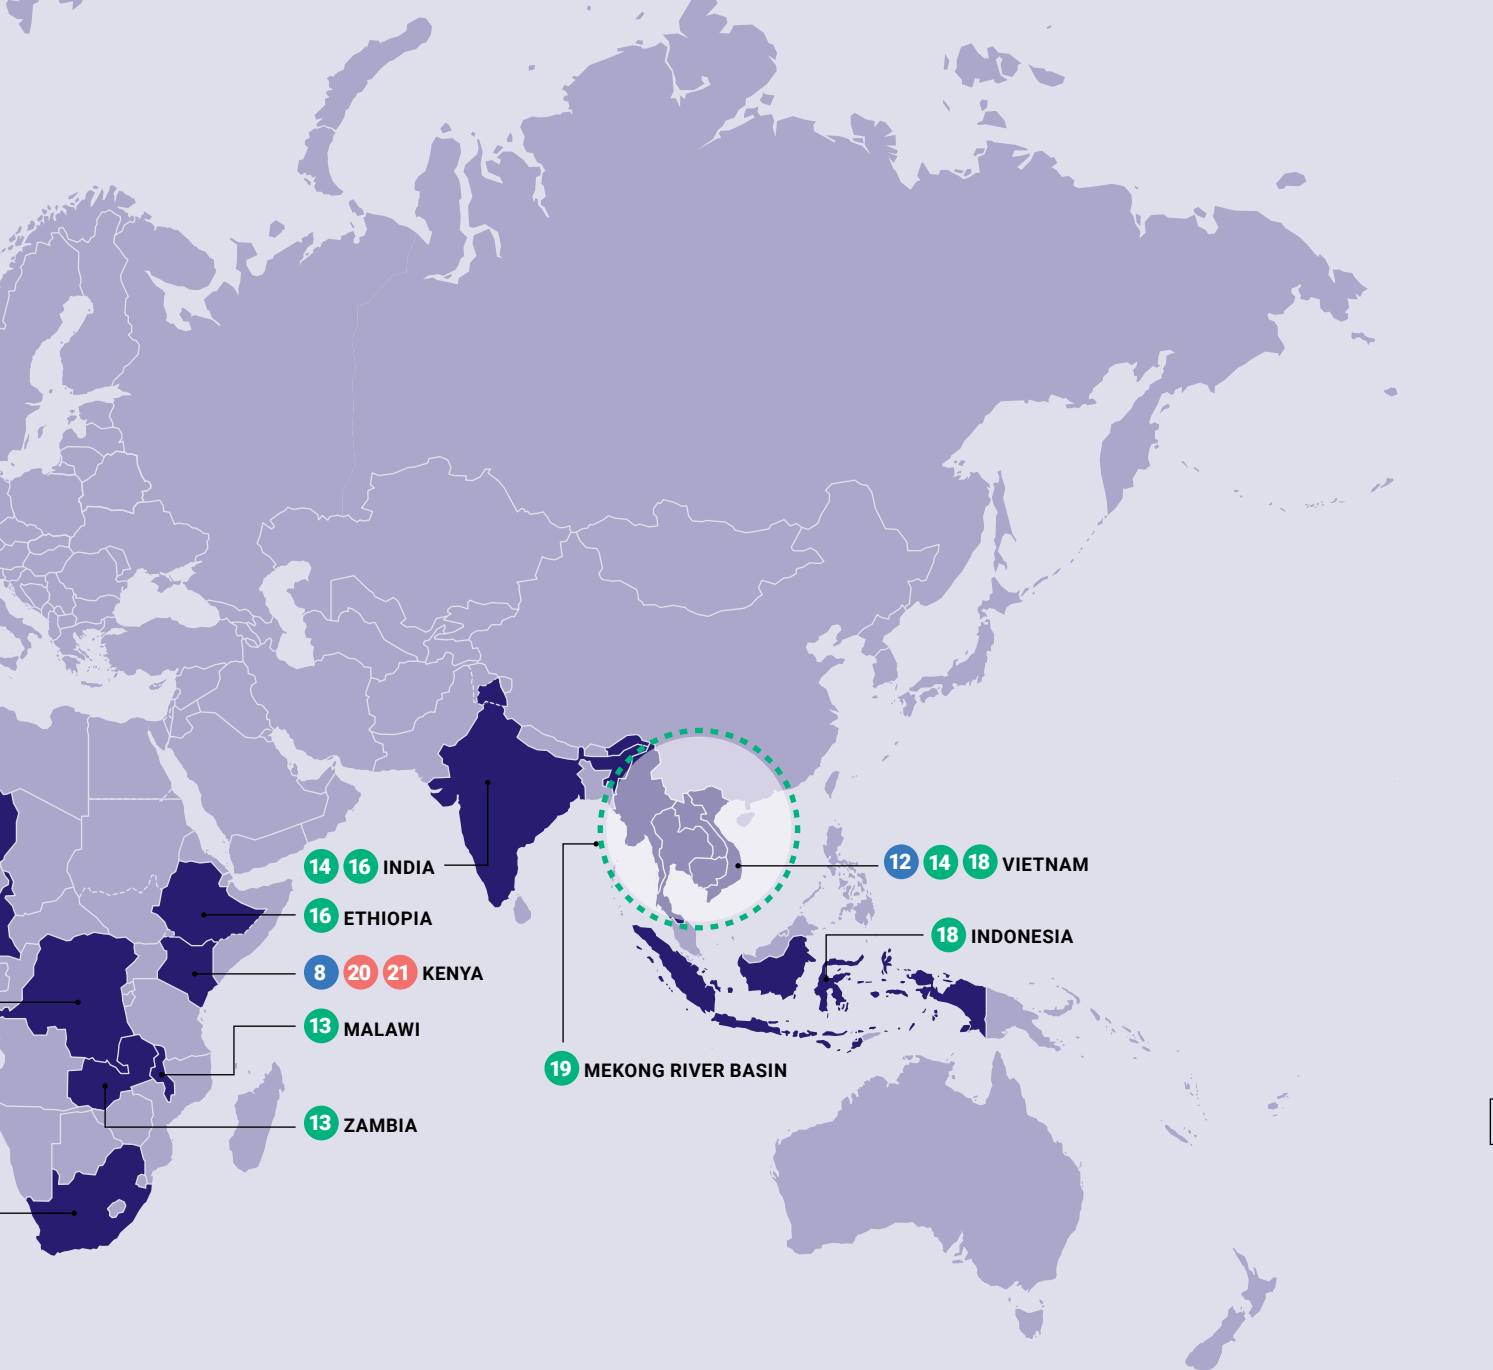 14 16 INDIA
12 14 18 VIETNAM
16 ETHIOPIA
18 INDONESIA
8 20 21 KENYA
13 MALAWI
19 MEKONG RIVER BASIN
13 ZAMBIA